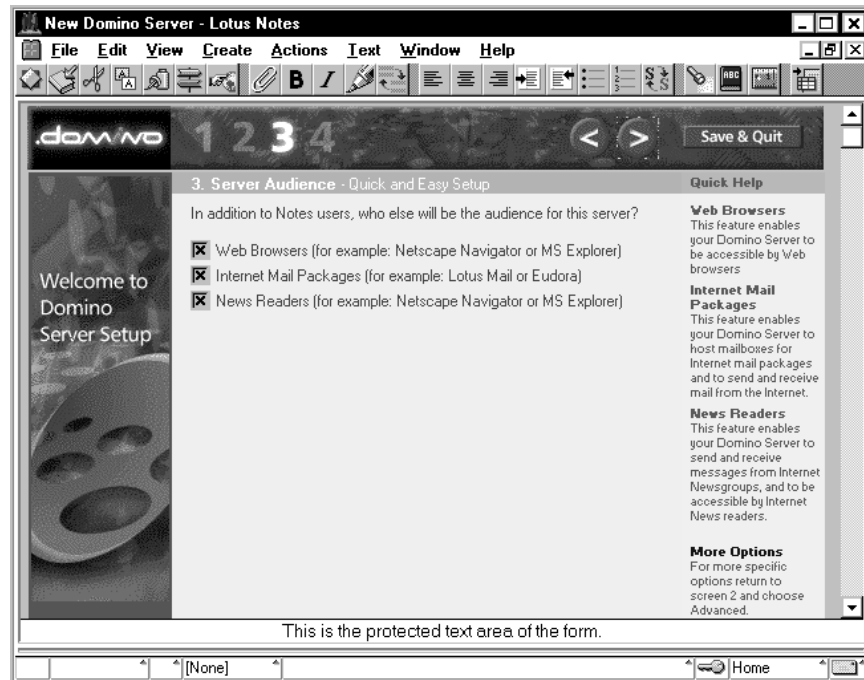 New Domino Server - Lotus Notes
File Edit View Create Actions Text Window Help
B I
ABC
.domino 1 2 3 4 < > Save & Quit
3. Server Audience - Quick and Easy Setup
In addition to Notes users, who else will be the audience for this server?
Web Browsers (for example: Netscape Navigator or MS Explorer)
Internet Mail Packages (for example: Lotus Mail or Eudora)
News Readers (for example: Netscape Navigator or MS Explorer)
Welcome to
Domino
Server Setup
Quick Help
Web Browsers
This feature enables
your Domino Server to
be accessible by Web
browsers
Internet Mail
Packages
This feature enables
your Domino Server to
host mailboxes for
Internet mail packages
and to send and receive
mail from the Internet.
News Readers
This feature enables
your Domino Server to
send and receive
messages from Internet
Newsgroups, and to be
accessible by Internet
News readers.
More Options
For more specific
options return to
screen 2 and choose
Advanced.
This is the protected text area of the form.
[None] Home